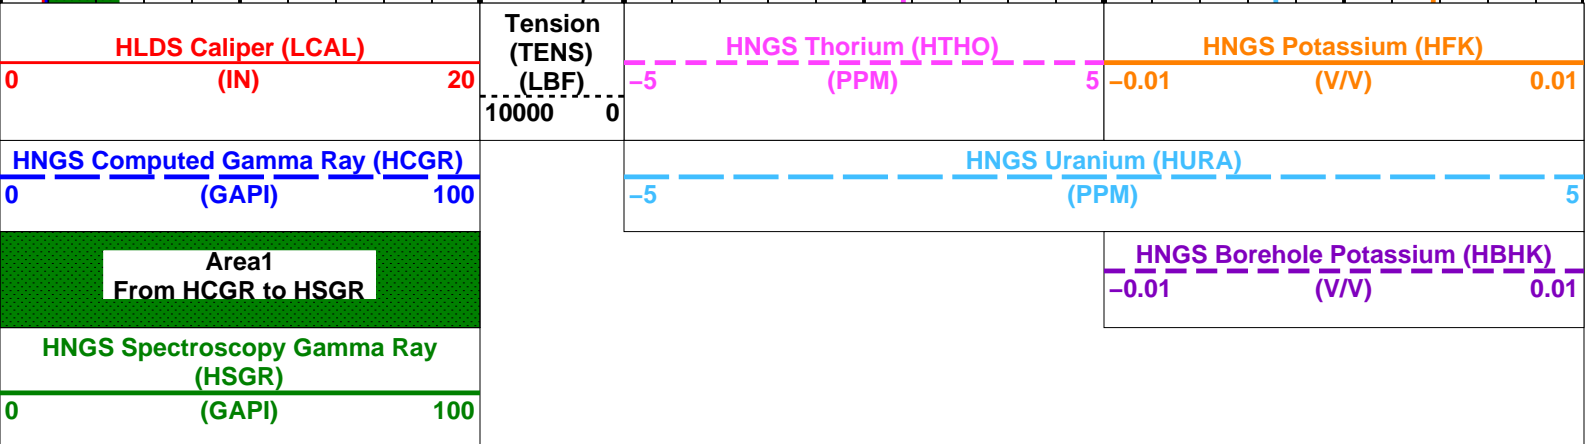 HLDS Caliper (LCAL)
0 (IN) 20
Tension
(TENS)
(LBF)
10000 0
HNGS Thorium (HTHO)
−5 (PPM) 5
HNGS Potassium (HFK)
−0.01 (V/V) 0.01
HNGS Computed Gamma Ray (HCGR)
0 (GAPI) 100
HNGS Uranium (HURA)
−5 (PPM) 5
Area1
From HCGR to HSGR
HNGS Borehole Potassium (HBHK)
−0.01 (V/V) 0.01
HNGS Spectroscopy Gamma Ray
(HSGR)
0 (GAPI) 100